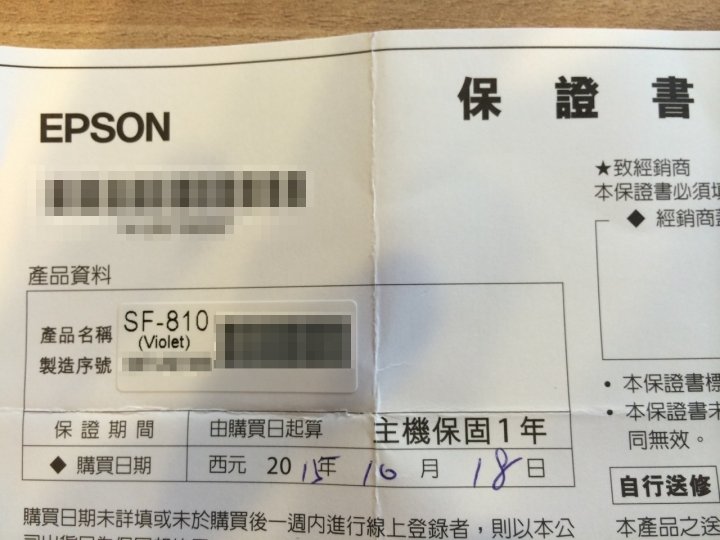 保 證 書
EPSON
★致經銷商
本保證書必須填
◆ 經銷商
產品資料
產品名稱 SF-810
(Violet)
製造序號
保 證 期 間 由購買日起算 主機保固1年
◆ 購買日期 西元 2015年 10月 18日
• 本保證書標
• 本保證書未
同無效。
自行送修
購買日期未詳填或未於購買後一週內進行線上登錄者，則以本公
本產品之送